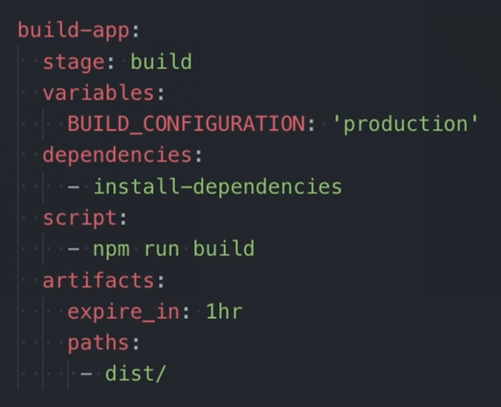 build-app:
  stage: build
  variables:
    BUILD_CONFIGURATION: 'production'
  dependencies:
    - install-dependencies
  script:
    - npm run build
  artifacts:
    expire_in: 1hr
    paths:
     - dist/